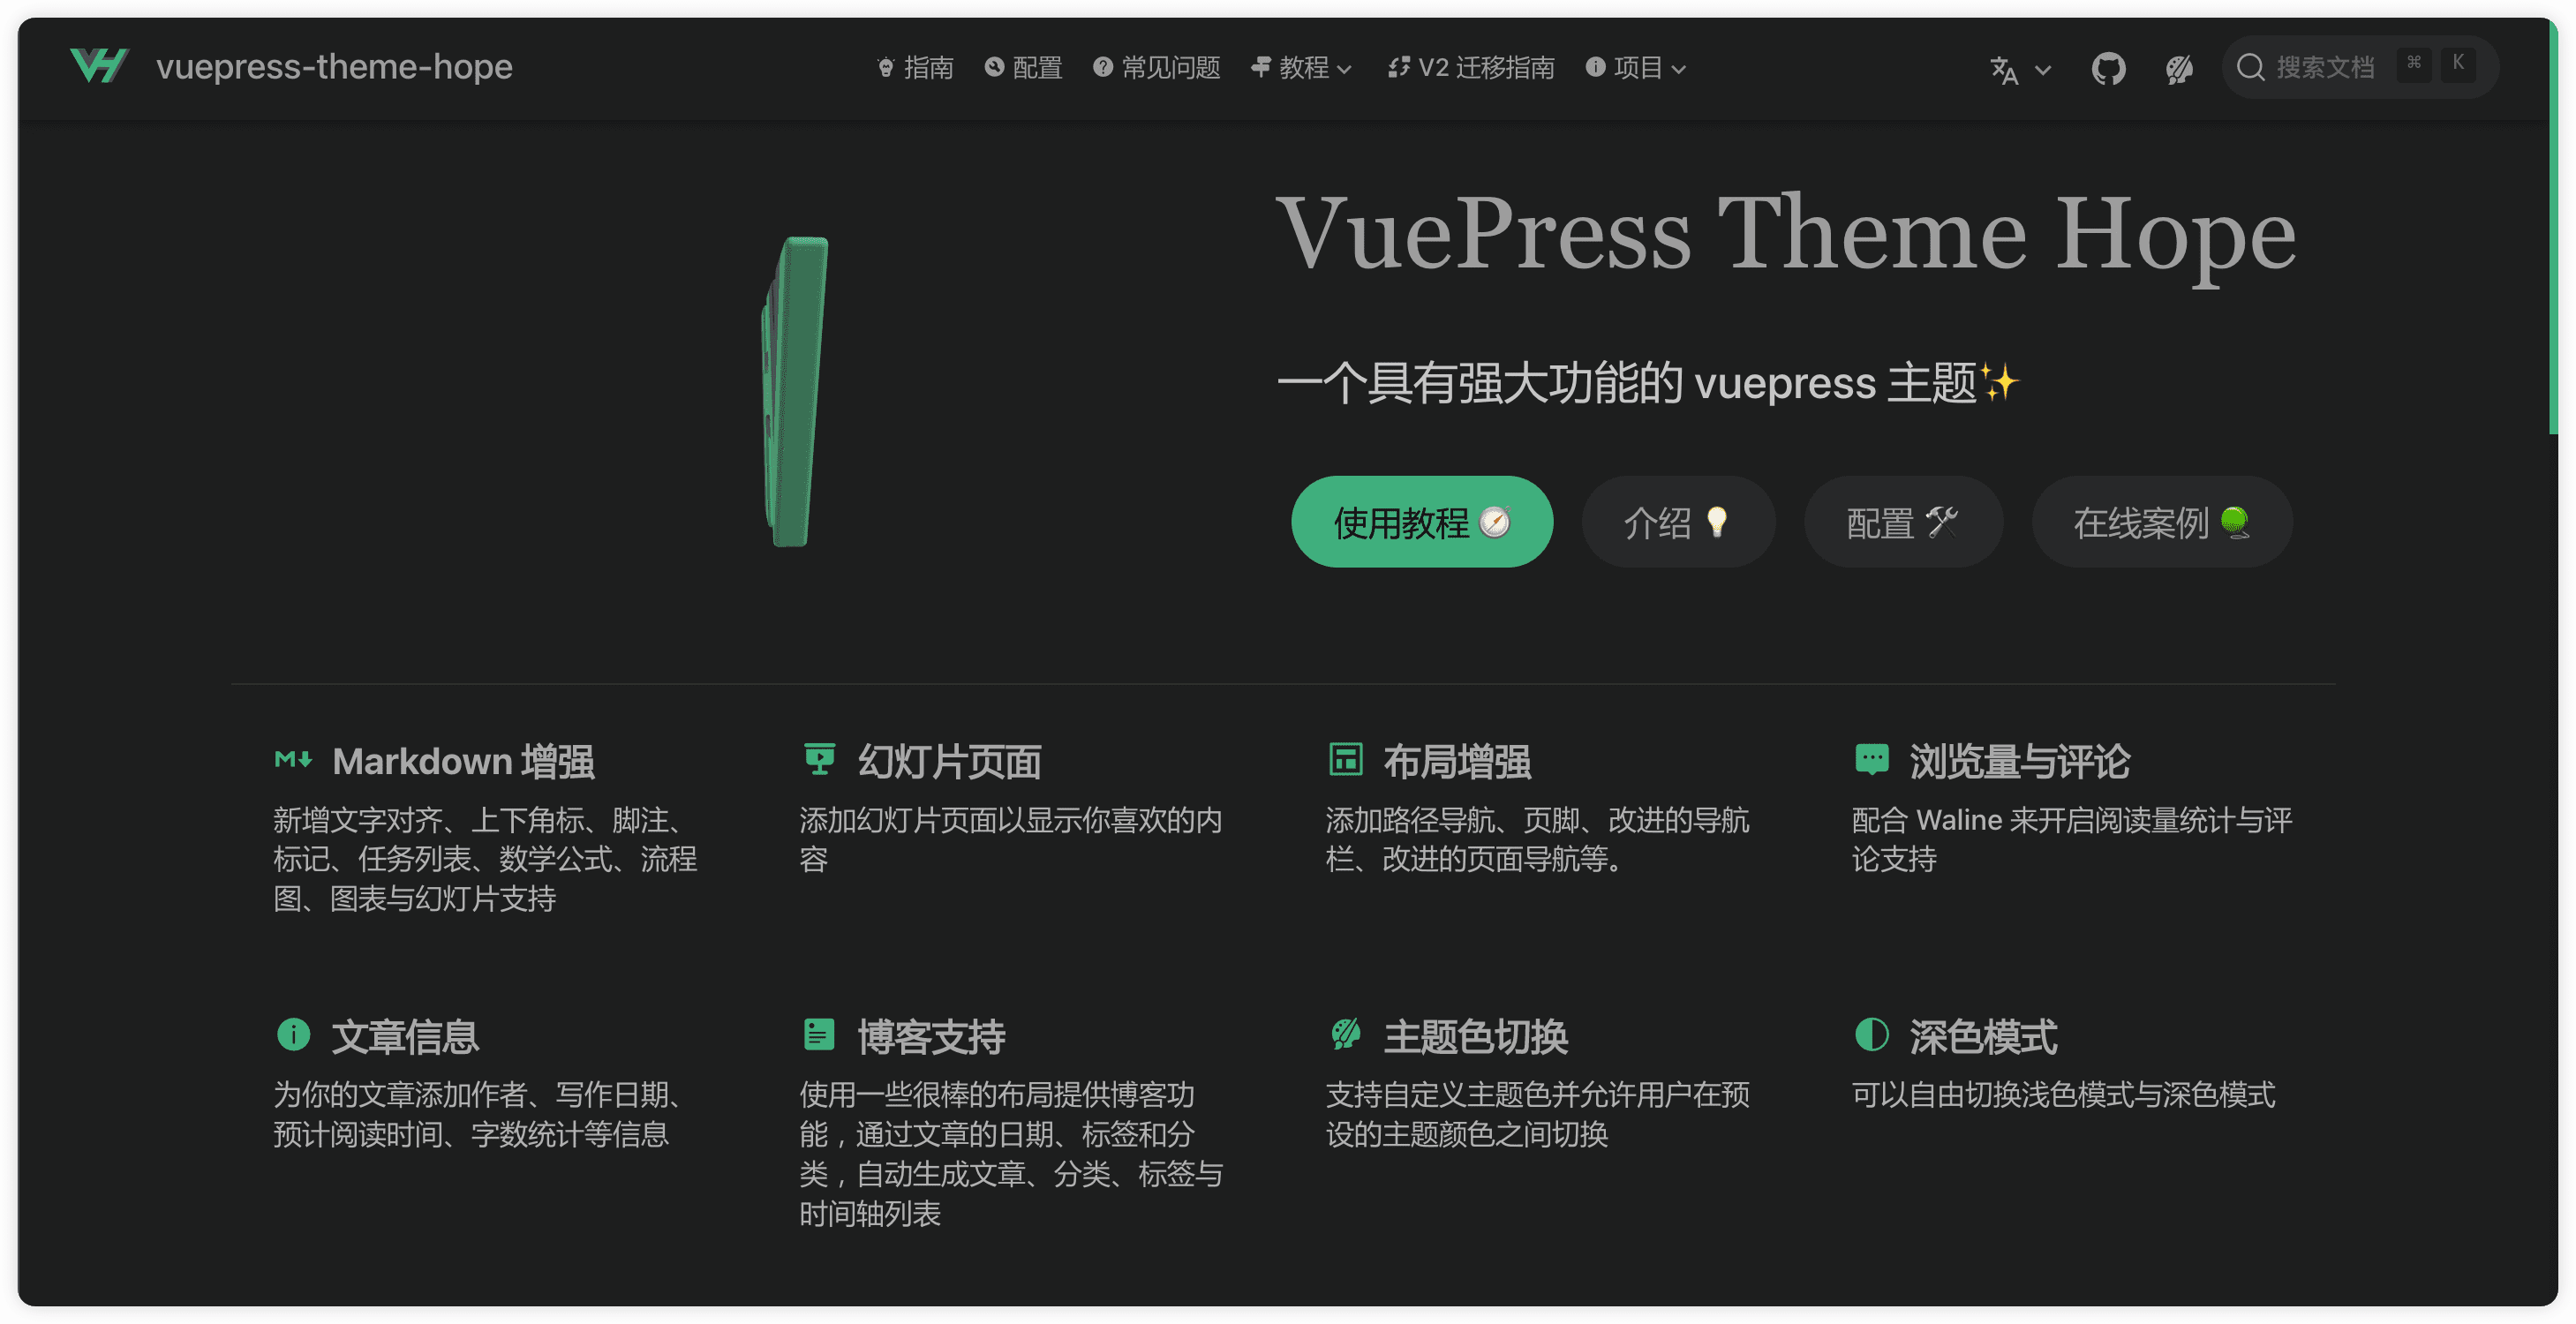 vuepress-theme-hope
指南
配置
常见问题
教程
V2 迁移指南
项目
搜索文档
⌘
K
VuePress Theme Hope
一个具有强大功能的 vuepress 主题✨
使用教程 🧭
介绍 💡
配置 🛠
在线案例
Markdown 增强
新增文字对齐、上下角标、脚注、
标记、任务列表、数学公式、流程
图、图表与幻灯片支持
幻灯片页面
添加幻灯片页面以显示你喜欢的内
容
布局增强
添加路径导航、页脚、改进的导航
栏、改进的页面导航等。
浏览量与评论
配合 Waline 来开启阅读量统计与评
论支持
文章信息
为你的文章添加作者、写作日期、
预计阅读时间、字数统计等信息
博客支持
使用一些很棒的布局提供博客功
能，通过文章的日期、标签和分
类，自动生成文章、分类、标签与
时间轴列表
主题色切换
支持自定义主题色并允许用户在预
设的主题颜色之间切换
深色模式
可以自由切换浅色模式与深色模式